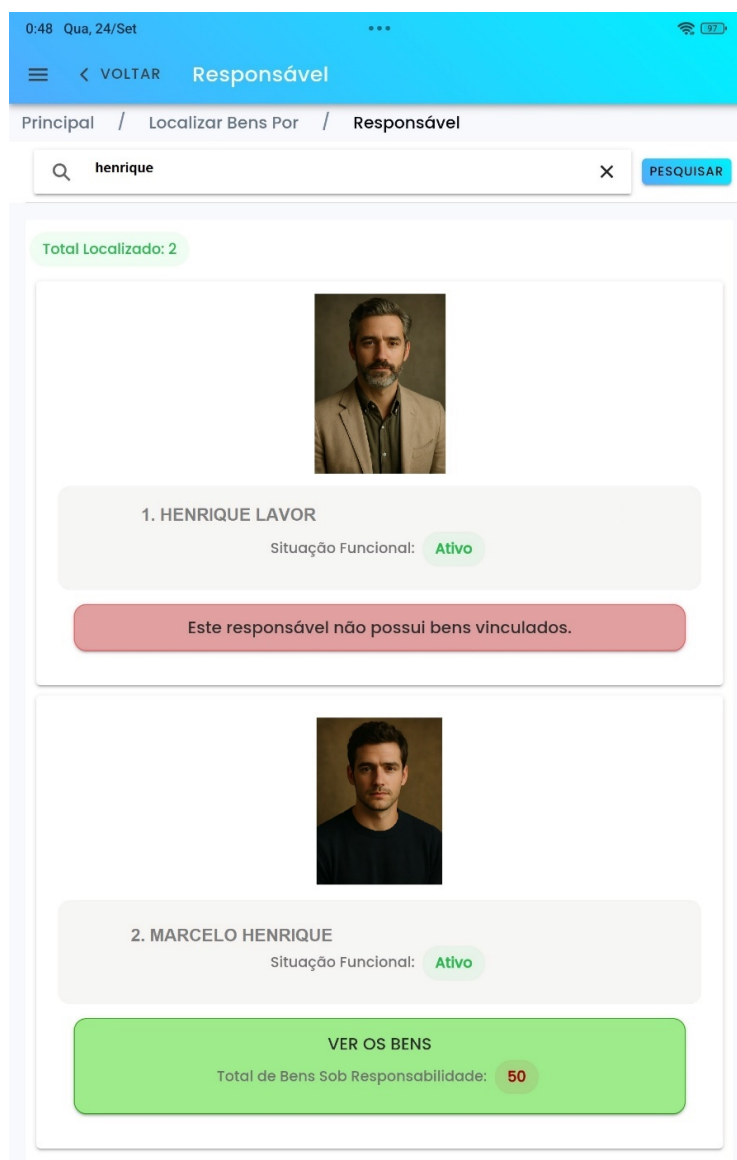 0:48 Qua, 24/Set
97
VOLTAR Responsável
Principal / Localizar Bens Por / Responsável
henrique
PESQUISAR
Total Localizado: 2
1. HENRIQUE LAVOR
Situação Funcional: Ativo
Este responsável não possui bens vinculados.
2. MARCELO HENRIQUE
Situação Funcional: Ativo
VER OS BENS
Total de Bens Sob Responsabilidade: 50